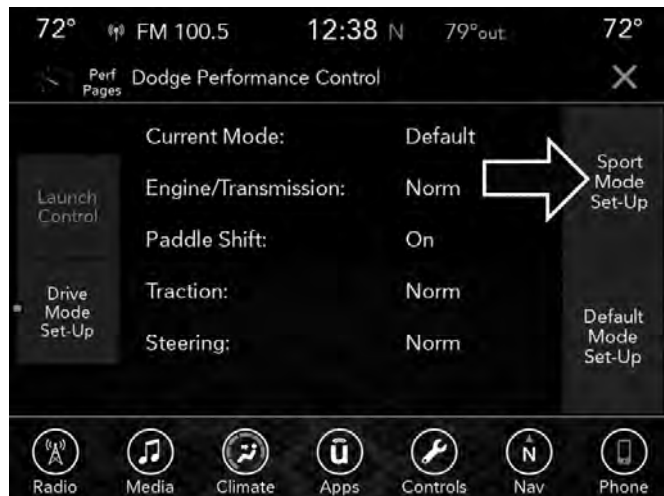 72° FM 100.5 12:38 N 79°out 72°
Perf
Pages
Dodge Performance Control
Current Mode: Default
Engine/Transmission: Norm
Paddle Shift: On
Traction: Norm
Steering: Norm
Launch
Control
Drive
Mode
Set-Up
Sport
Mode
Set-Up
Default
Mode
Set-Up
Radio Media Climate Apps Controls Nav Phone